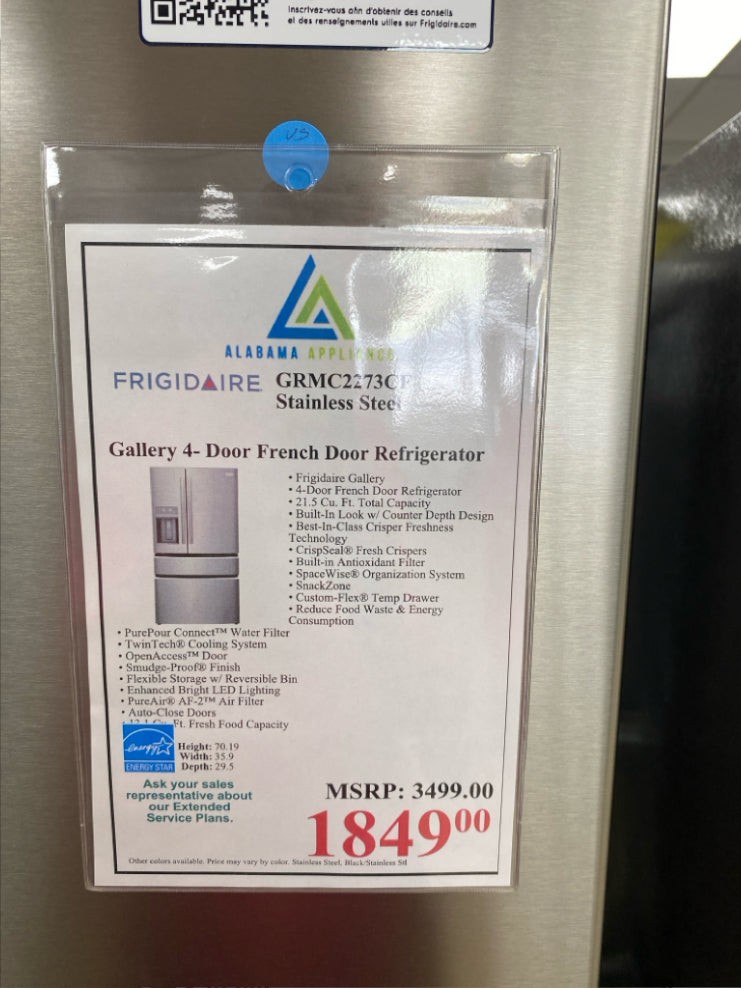 Inscrivez-vous afin d'obtenir des conseils
et des renseignements utiles sur Frigidaire.com
US
ALABAMA APPLIANCE
FRIGIDAIRE GRMC2273CF
Stainless Steel
Gallery 4- Door French Door Refrigerator
• Frigidaire Gallery
• 4-Door French Door Refrigerator
• 21.5 Cu. Ft. Total Capacity
• Built-In Look w/ Counter Depth Design
• Best-In-Class Crisper Freshness
Technology
• CrispSeal® Fresh Crispers
• Built-in Antioxidant Filter
• SpaceWise® Organization System
• SnackZone
• Custom-Flex® Temp Drawer
• Reduce Food Waste & Energy
Consumption
• PurePour Connect™ Water Filter
• TwinTech® Cooling System
• OpenAccess™ Door
• Smudge-Proof® Finish
• Flexible Storage w/ Reversible Bin
• Enhanced Bright LED Lighting
• PureAir® AF-2™ Air Filter
• Auto-Close Doors
Ft. Fresh Food Capacity
energy
ENERGY STAR
Height: 70.19
Width: 35.9
Depth: 29.5
Ask your sales
representative about
our Extended
Service Plans.
MSRP: 3499.00
184900
Other colors available. Price may vary by color. Stainless Steel, Black/Stainless Stl